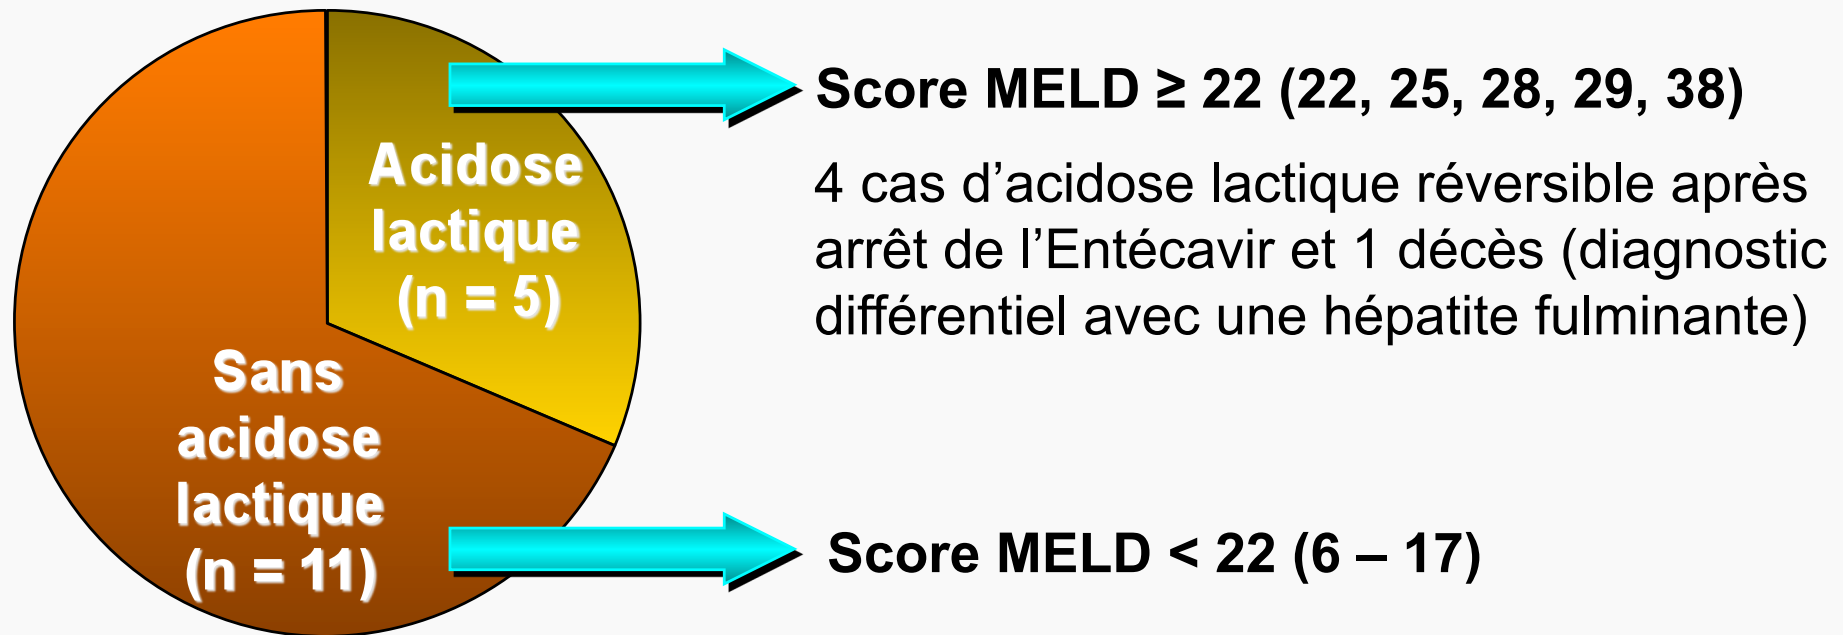 Acidose
lactique
(n = 5)
Score MELD ≥ 22 (22, 25, 28, 29, 38)
4 cas d’acidose lactique réversible après
arrêt de l’Entécavir et 1 décès (diagnostic
différentiel avec une hépatite fulminante)
Sans
acidose
lactique
(n = 11)
Score MELD < 22 (6 – 17)